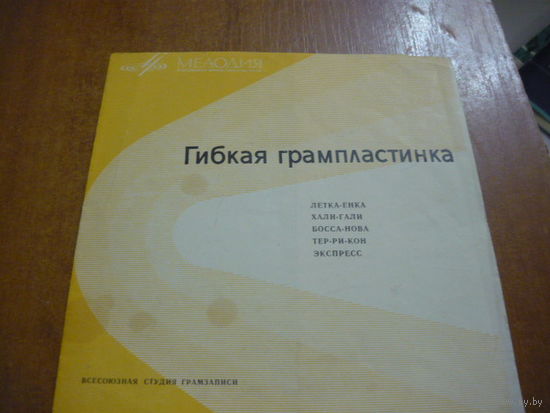 МЕЛОДИЯ
Гибкая грампластинка
ЛЕТКА-ЕНКА
ХАЛИ-ГАЛИ
БОССА-НОВА
ТЕР-РИ-КОН
ЭКСПРЕСС
ВСЕСОЮЗНАЯ СТУДИЯ ГРАМЗАПИСИ